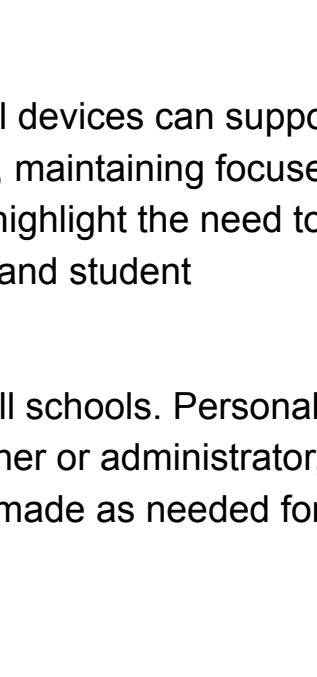 l devices can suppo
, maintaining focuse
highlight the need to
and student
ll schools. Personal
her or administrator,
made as needed for